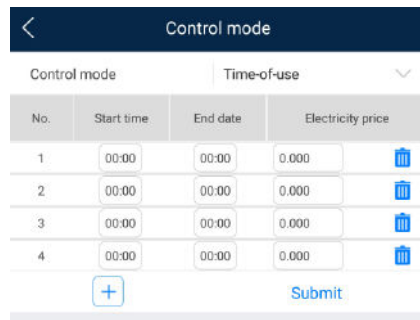 Control mode
Control mode Time-of-use
No. Start time End date Electricity price
1 00:00 00:00 0.000
2 00:00 00:00 0.000
3 00:00 00:00 0.000
4 00:00 00:00 0.000
+ Submit